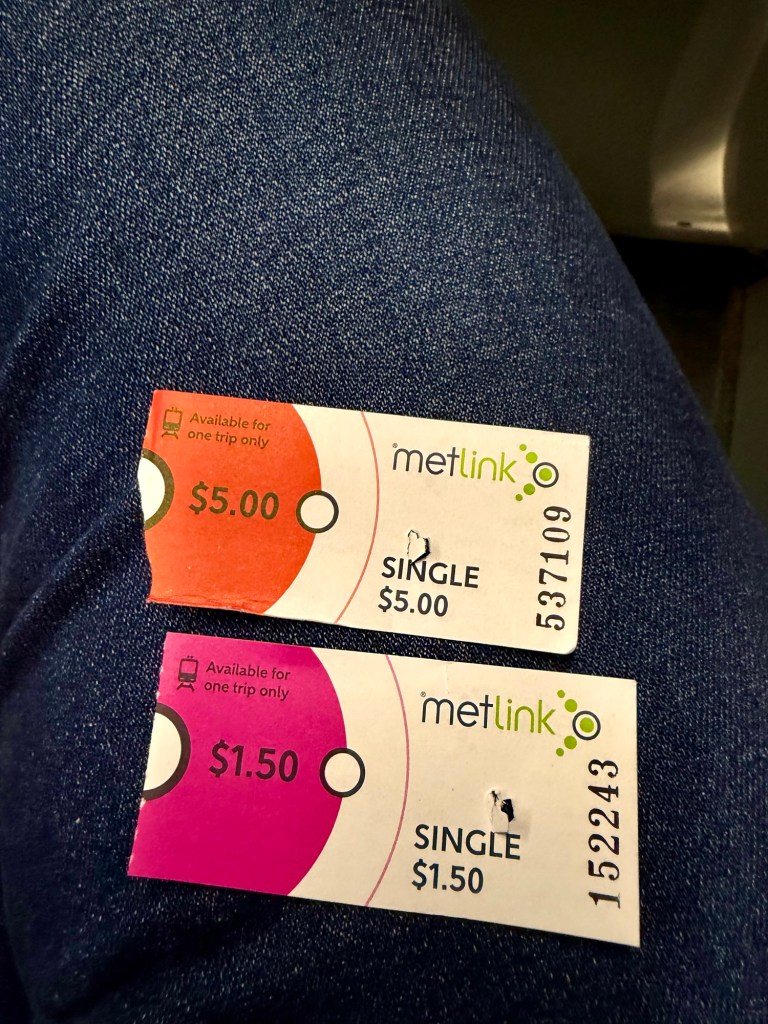 Available for
one trip only
$5.00
metlink
SINGLE
$5.00
537109
Available for
one trip only
$1.50
metlink
SINGLE
$1.50
152243